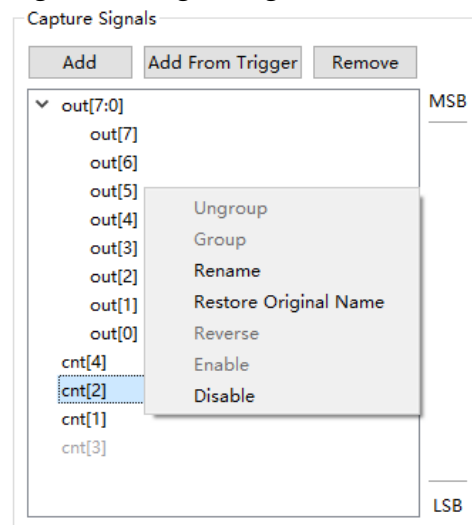 Capture Signals
Add Add From Trigger Remove
out[7:0] MSB
out[7]
out[6]
out[5]
out[4]
out[3]
out[2]
out[1]
out[0]
cnt[4]
cnt[2]
cnt[1]
cnt[3]
Ungroup
Group
Rename
Restore Original Name
Reverse
Enable
Disable
LSB